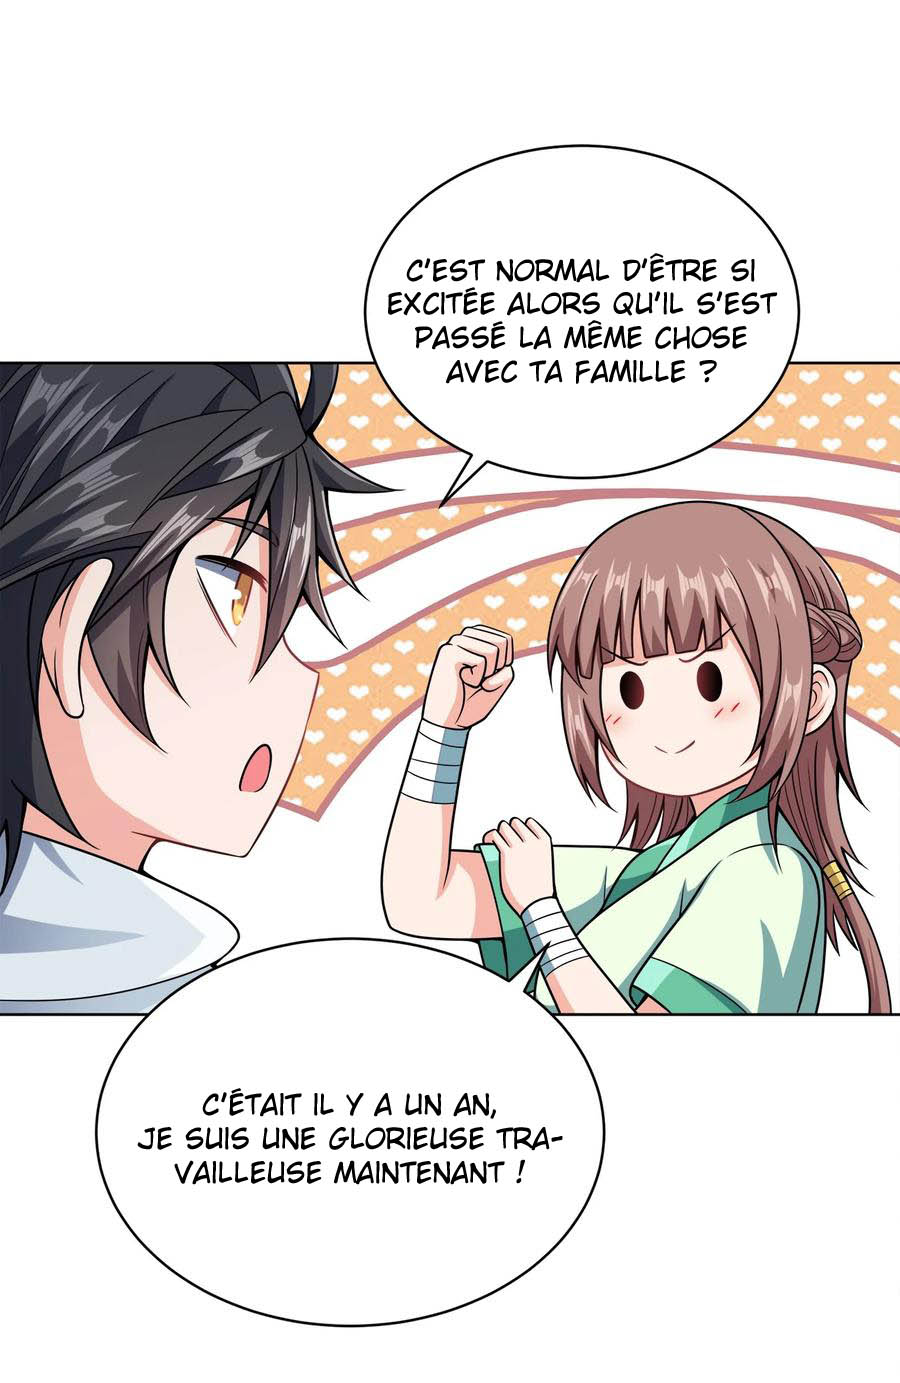 C'EST NORMAL D'ÊTRE SI
EXCITÉE ALORS QU'IL S'EST
PASSÉ LA MÊME CHOSE
AVEC TA FAMILLE ?
C'ÉTAIT IL Y A UN AN,
JE SUIS UNE GLORIEUSE TRA-
VAILLEUSE MAINTENANT !